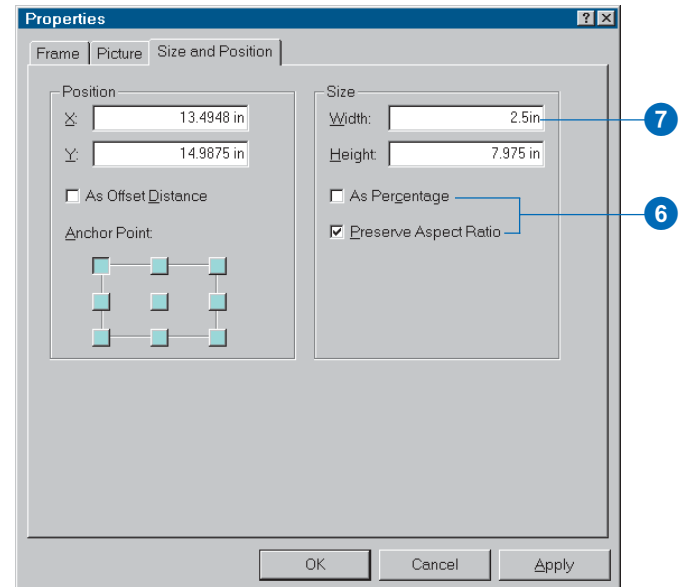 Properties
Frame Picture Size and Position
Position
X: 13.4948 in
Y: 14.9875 in
As Offset Distance
Anchor Point:
Size
Width: 2.5in
Height: 7.975 in
As Percentage
Preserve Aspect Ratio
7
6
OK Cancel Apply